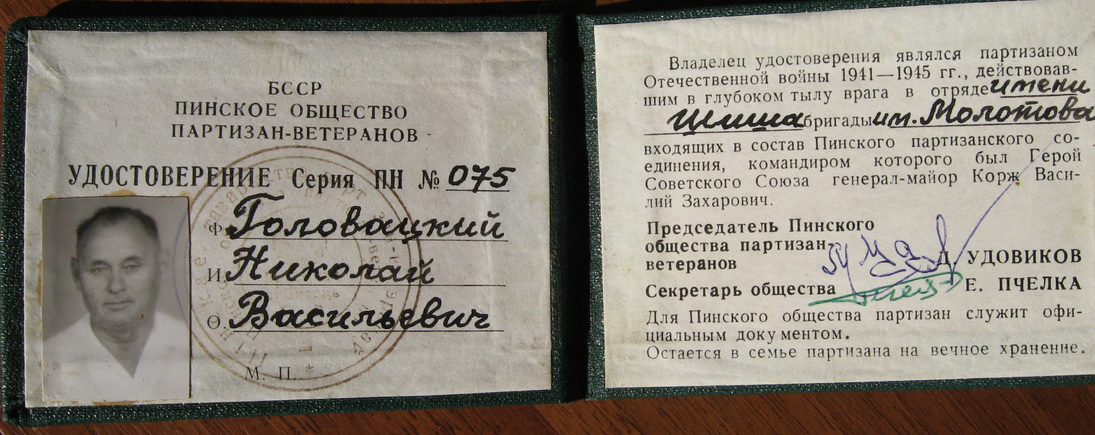 БССР
ПИНСКОЕ ОБЩЕСТВО
ПАРТИЗАН-ВЕТЕРАНОВ
УДОСТОВЕРЕНИЕ Серия ПН № 075
Ф. Головацкий
И. Николай
О. Васильевич
М. П.
Владелец удостоверения являлся партизаном
Отечественной войны 1941—1945 гг., действовав-
шим в глубоком тылу врага в отряде имени
Шиша бригады им. Молотова
входящих в состав Пинского партизанского со-
единения, командиром которого был Герой
Советского Союза генерал-майор Корж Васи-
лий Захарович.
Председатель Пинского
общества партизан
ветеранов Д. УДОВИКОВ
Секретарь общества Е. ПЧЕЛКА
Для Пинского общества партизан служит офи-
циальным документом.
Остается в семье партизана на вечное хранение.